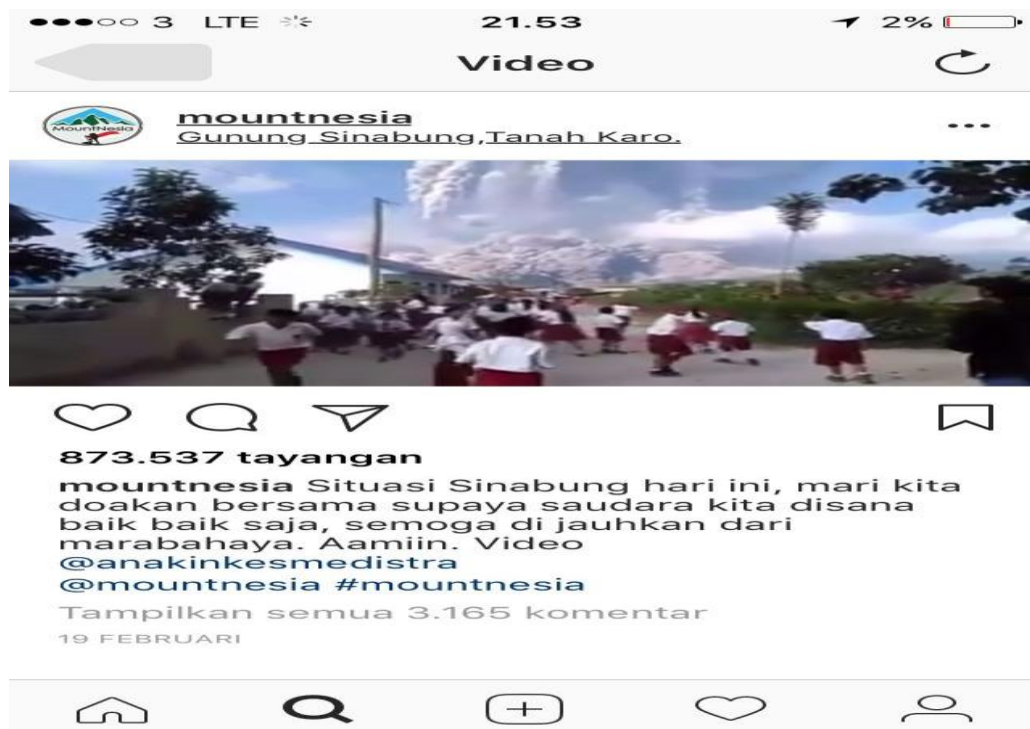 3 LTE 21.53 2%
Video
MountNesia
mountnesia
Gunung Sinabung,Tanah Karo.
873.537 tayangan
mountnesia Situasi Sinabung hari ini, mari kita
doakan bersama supaya saudara kita disana
baik baik saja, semoga di jauhkan dari
marabahaya. Aamiin. Video
@anakinkesmedistra
@mountnesia #mountnesia
Tampilkan semua 3.165 komentar
19 FEBRUARI